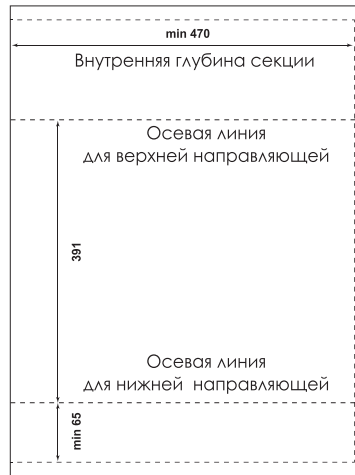 min 470
Внутренняя глубина секции
Осевая линия
для верхней направляющей
391
Осевая линия
для нижней направляющей
min 65